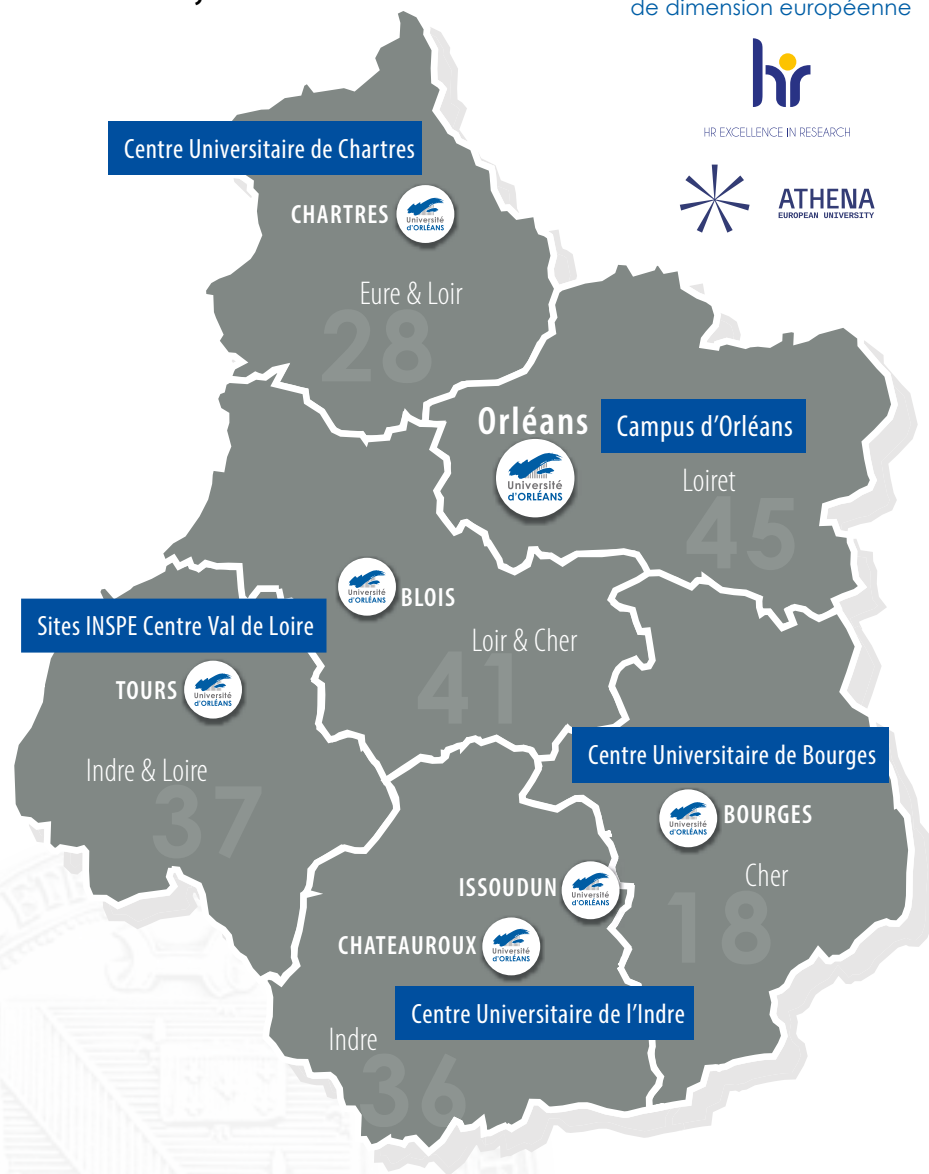 de dimension européenne
hr
HR EXCELLENCE IN RESEARCH
ATHENA
EUROPEAN UNIVERSITY
Centre Universitaire de Chartres
CHARTRES
Université
d'ORLÉANS
Eure & Loir
28
Orléans
Campus d'Orléans
Université
d'ORLÉANS
Loiret
45
Université
d'ORLÉANS
BLOIS
Sites INSPE Centre Val de Loire
Loir & Cher
41
TOURS
Université
d'ORLÉANS
Indre & Loire
37
Centre Universitaire de Bourges
Université
d'ORLÉANS
BOURGES
Cher
18
ISSOUDUN
Université
d'ORLÉANS
CHATEAUROUX
Université
d'ORLÉANS
Centre Universitaire de l'Indre
Indre
36